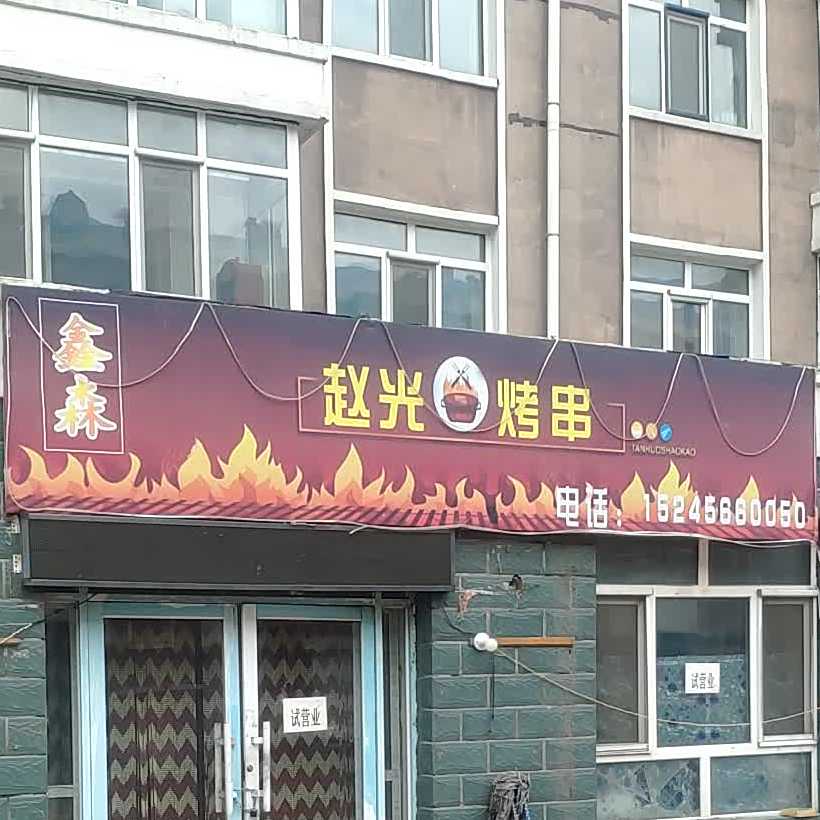 鑫森
赵光烤串
TANHUOSHAOKAO
电话：15245660050
试营业
试营业